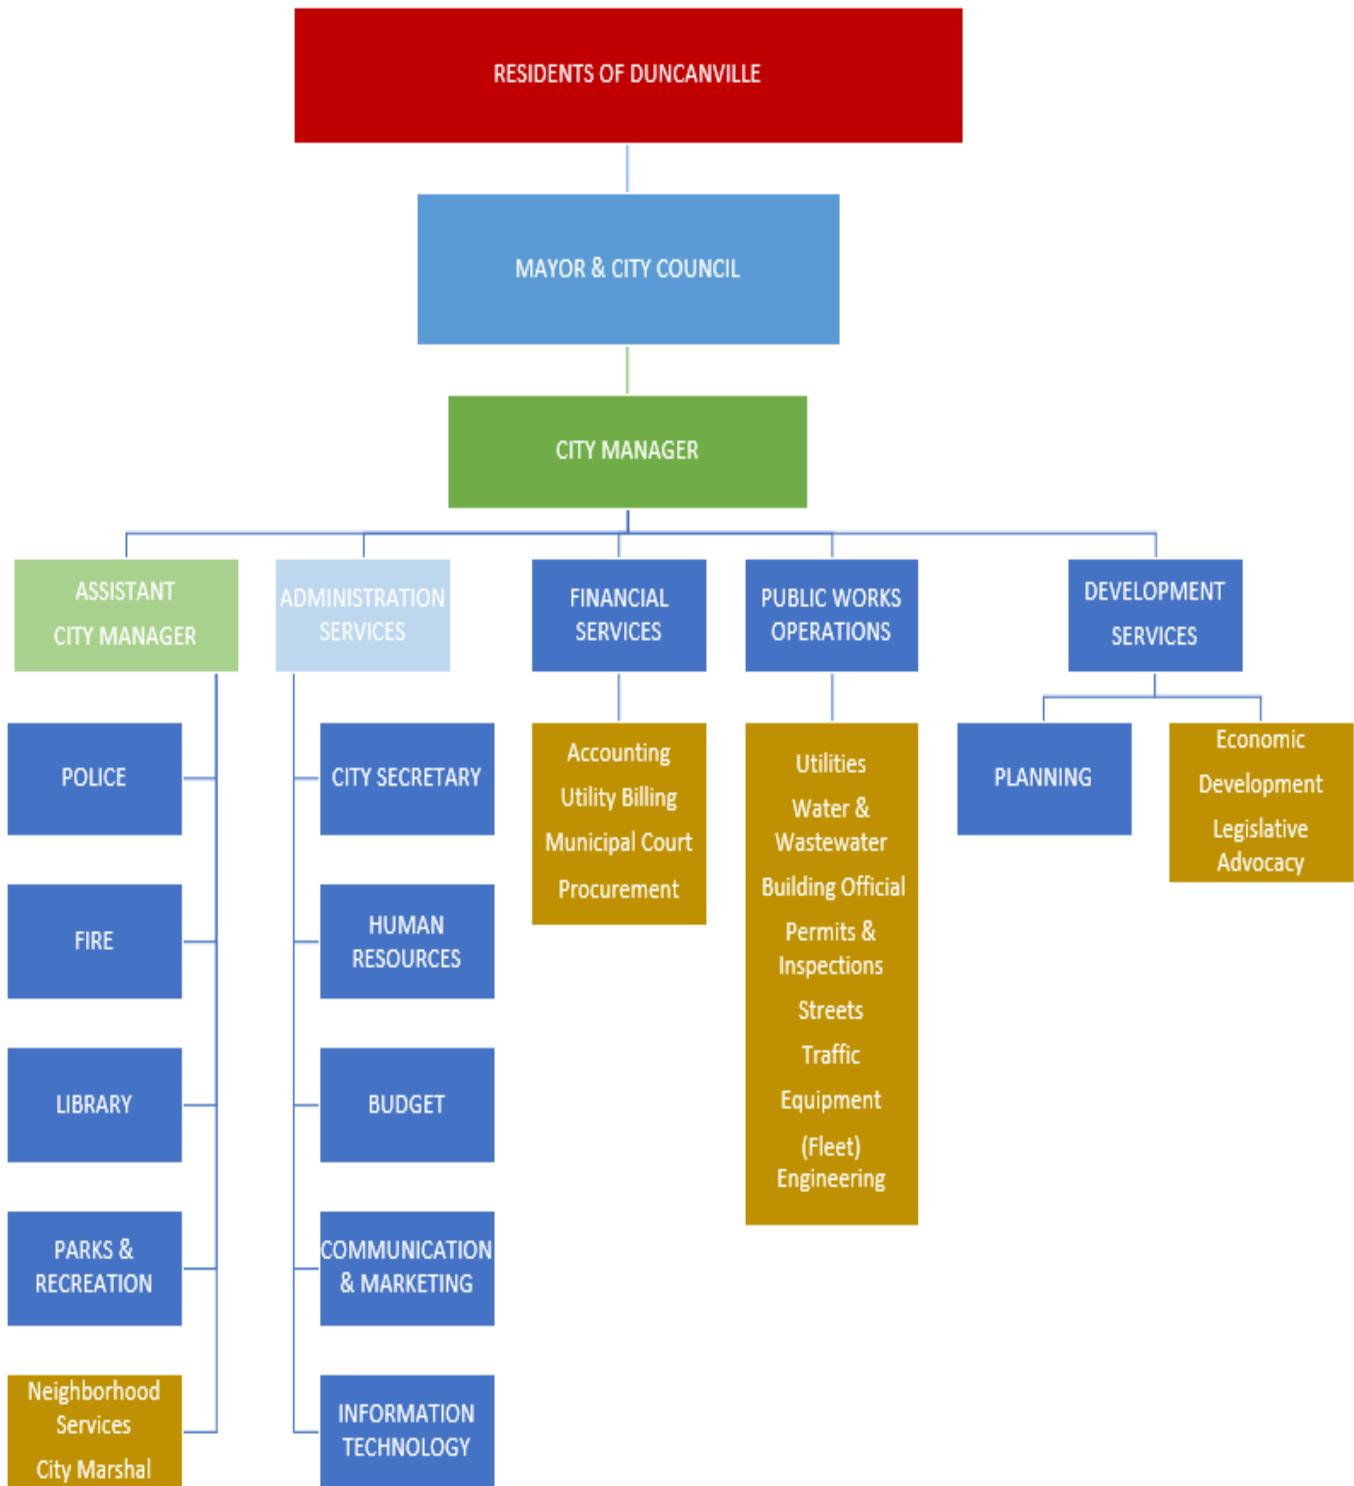 RESIDENTS OF DUNCANVILLE
MAYOR & CITY COUNCIL
CITY MANAGER
ASSISTANT
CITY MANAGER
ADMINISTRATION
SERVICES
FINANCIAL
SERVICES
PUBLIC WORKS
OPERATIONS
DEVELOPMENT
SERVICES
POLICE
FIRE
LIBRARY
PARKS &
RECREATION
Neighborhood
Services
City Marshal
CITY SECRETARY
HUMAN
RESOURCES
BUDGET
COMMUNICATION
& MARKETING
INFORMATION
TECHNOLOGY
Accounting
Utility Billing
Municipal Court
Procurement
Utilities
Water &
Wastewater
Building Official
Permits &
Inspections
Streets
Traffic
Equipment
(Fleet)
Engineering
PLANNING
Economic
Development
Legislative
Advocacy